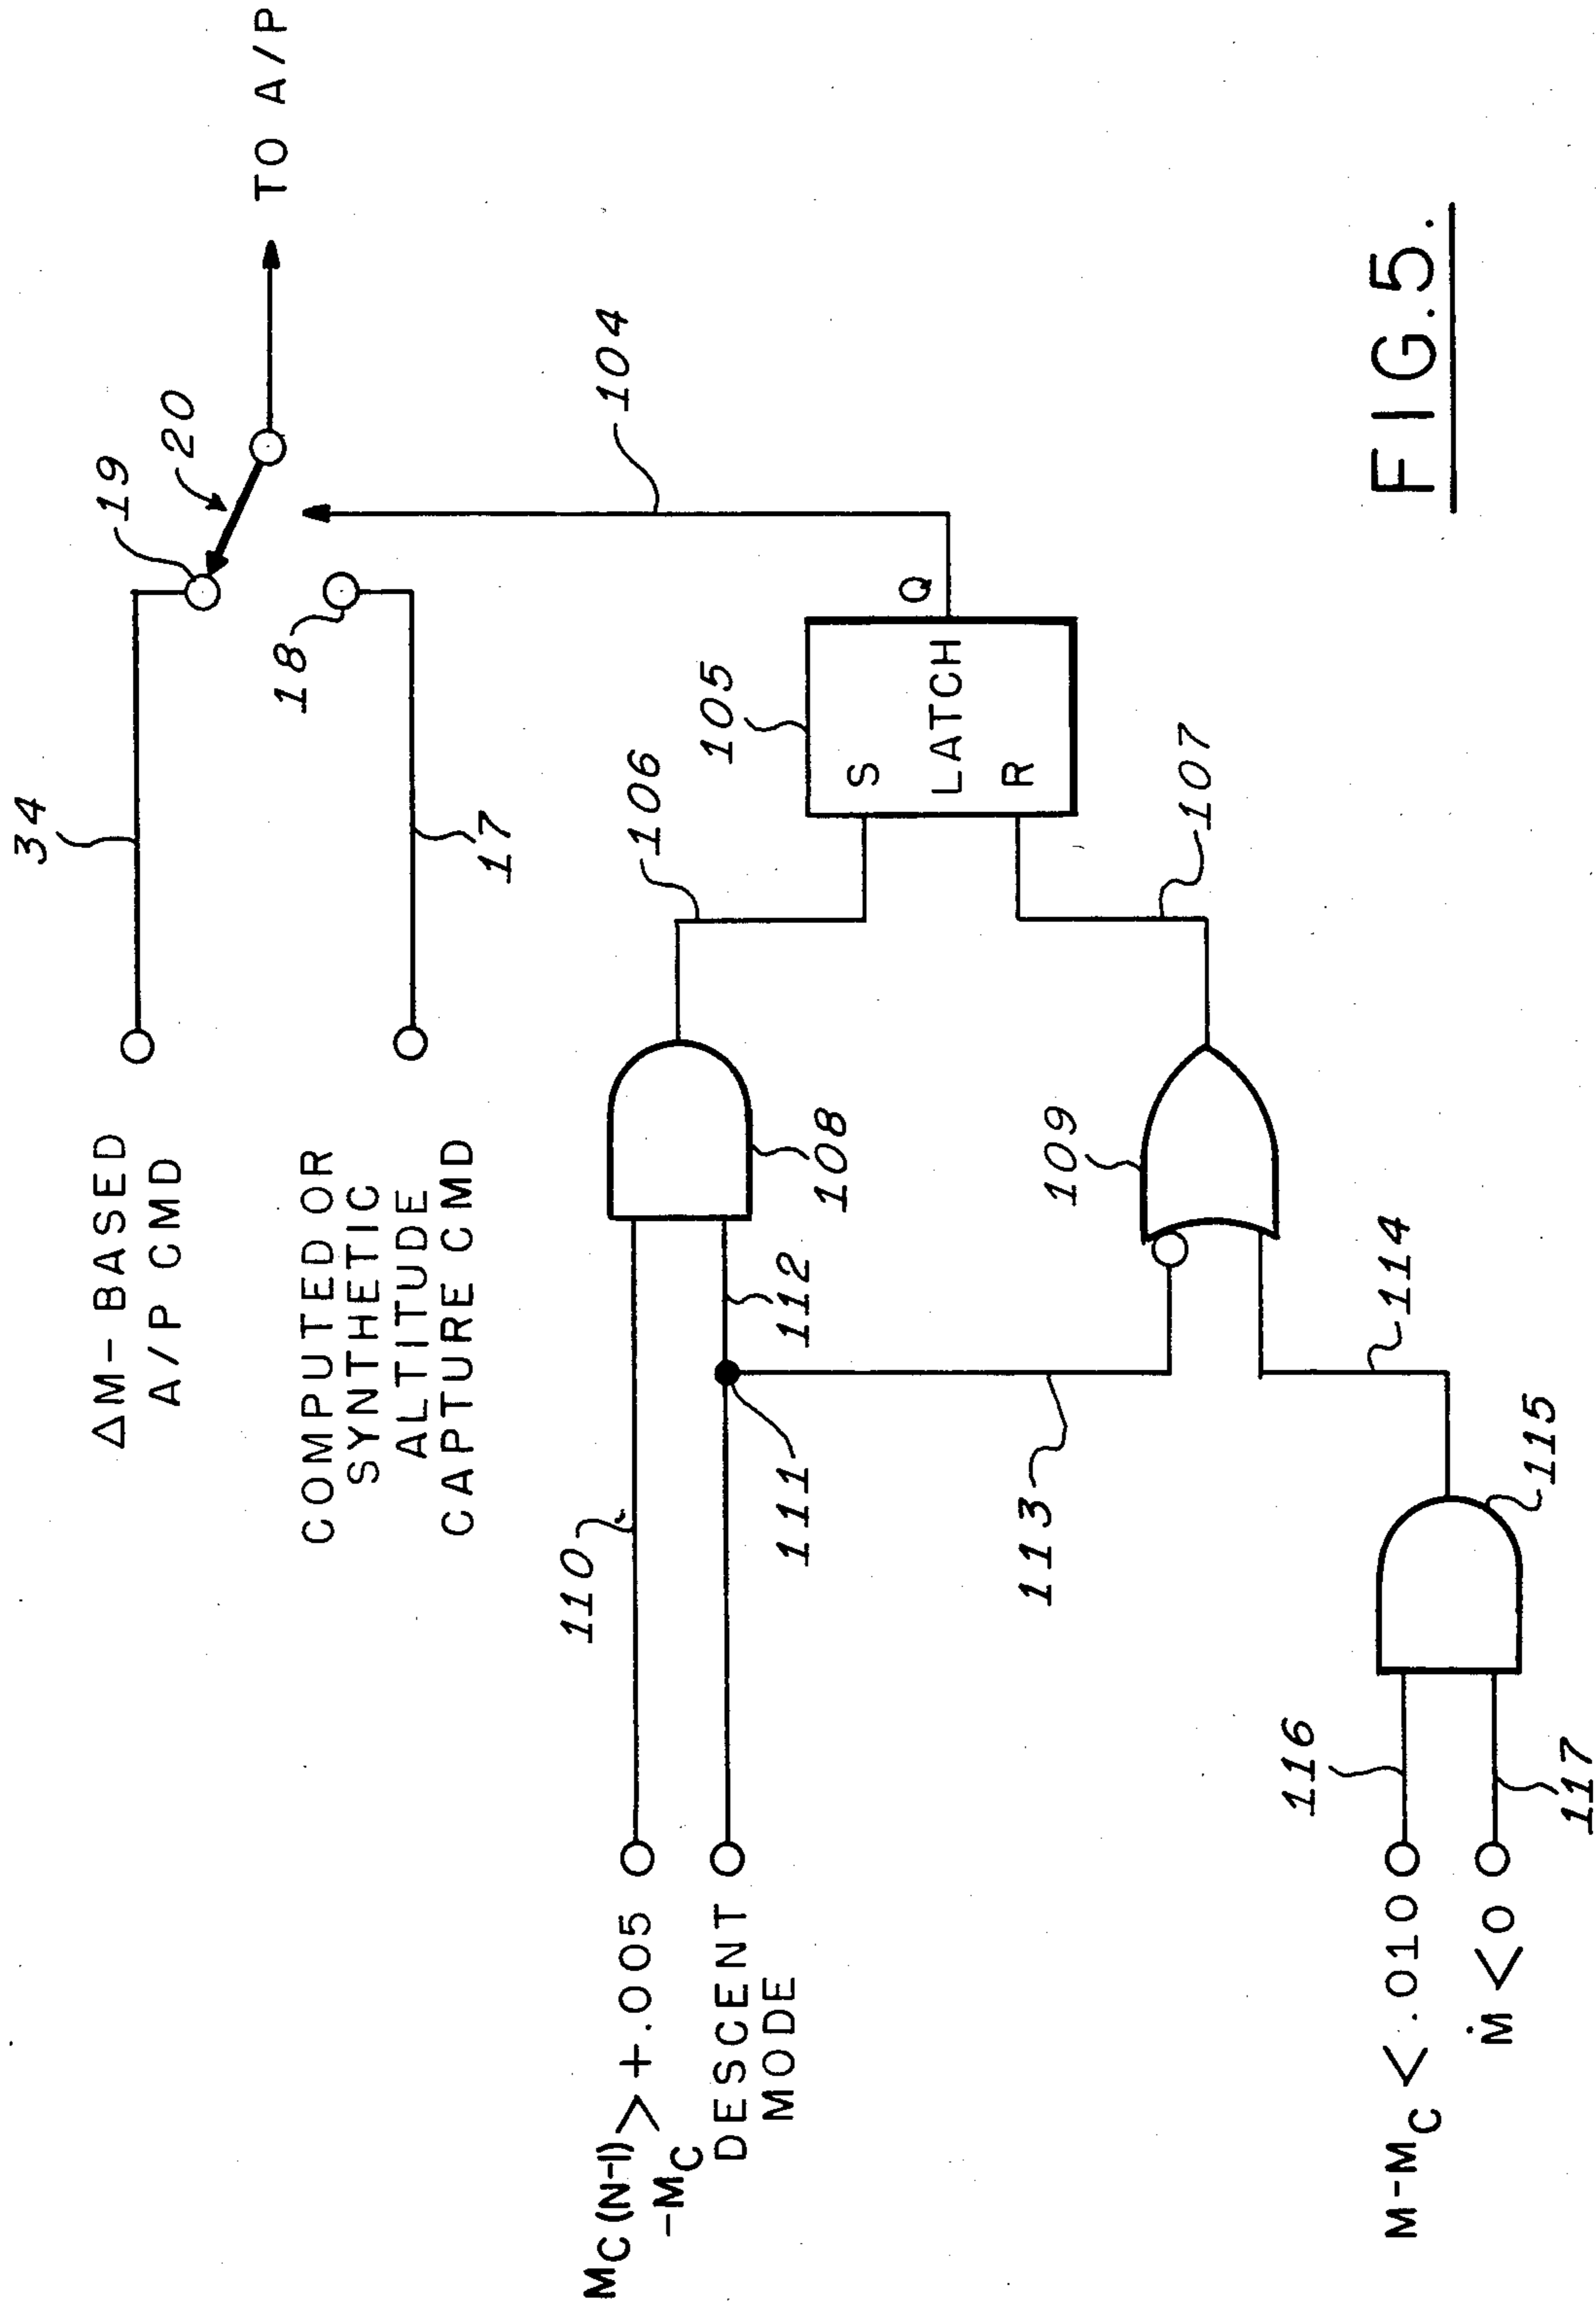 34
19
20
TO A/P
ΔM-BASED
A/P CMD
18
17
COMPUTED OR
SYNTHETIC
ALTITUDE
CAPTURE CMD
104
106
105
Q
S
LATCH
R
107
110
108
112
111
MC(N-1) > +.005
-MC
DESCENT
MODE
109
113
114
115
116
M-MC < .010
Ṁ < 0
117
FIG.5.